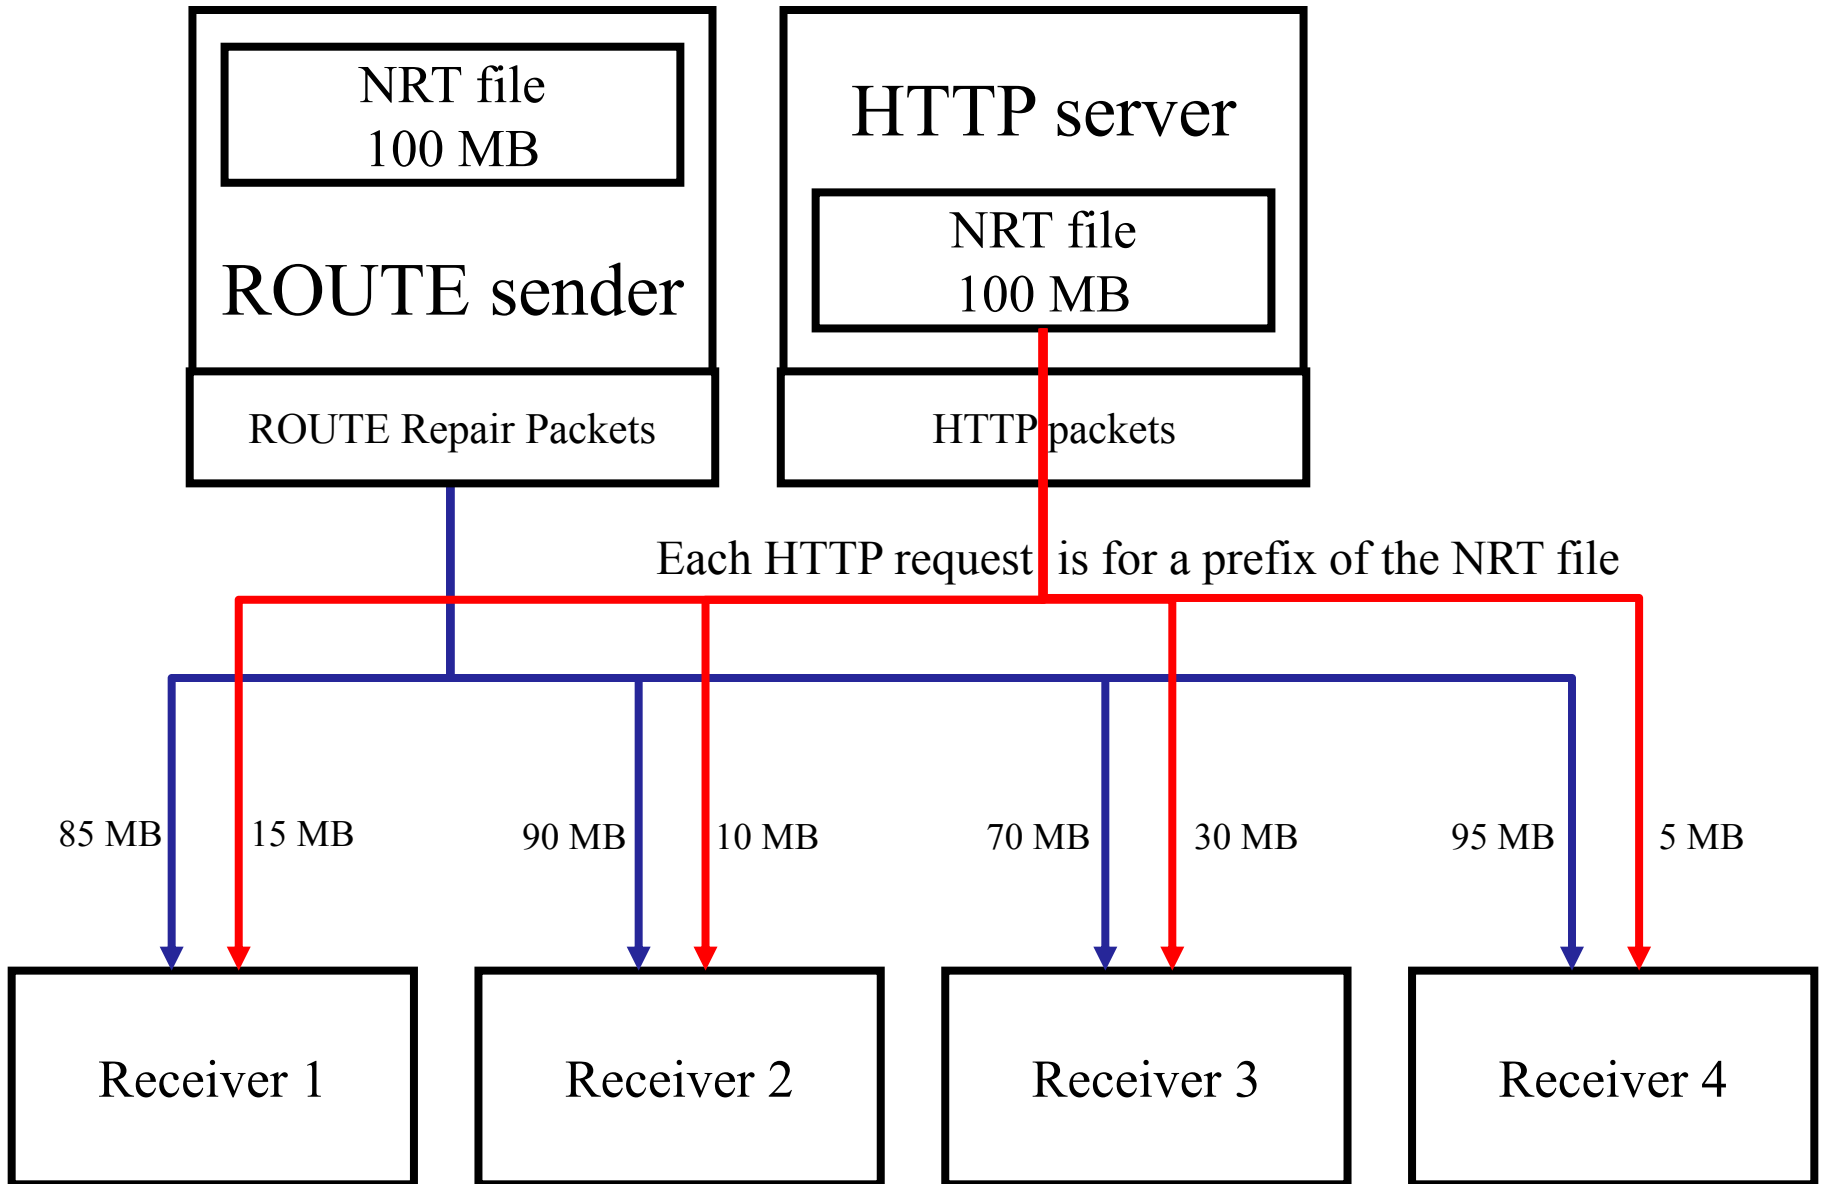 NRT file
100 MB
ROUTE sender
ROUTE Repair Packets
HTTP server
NRT file
100 MB
HTTP packets
Each HTTP request is for a prefix of the NRT file
85 MB
15 MB
90 MB
10 MB
70 MB
30 MB
95 MB
5 MB
Receiver 1
Receiver 2
Receiver 3
Receiver 4